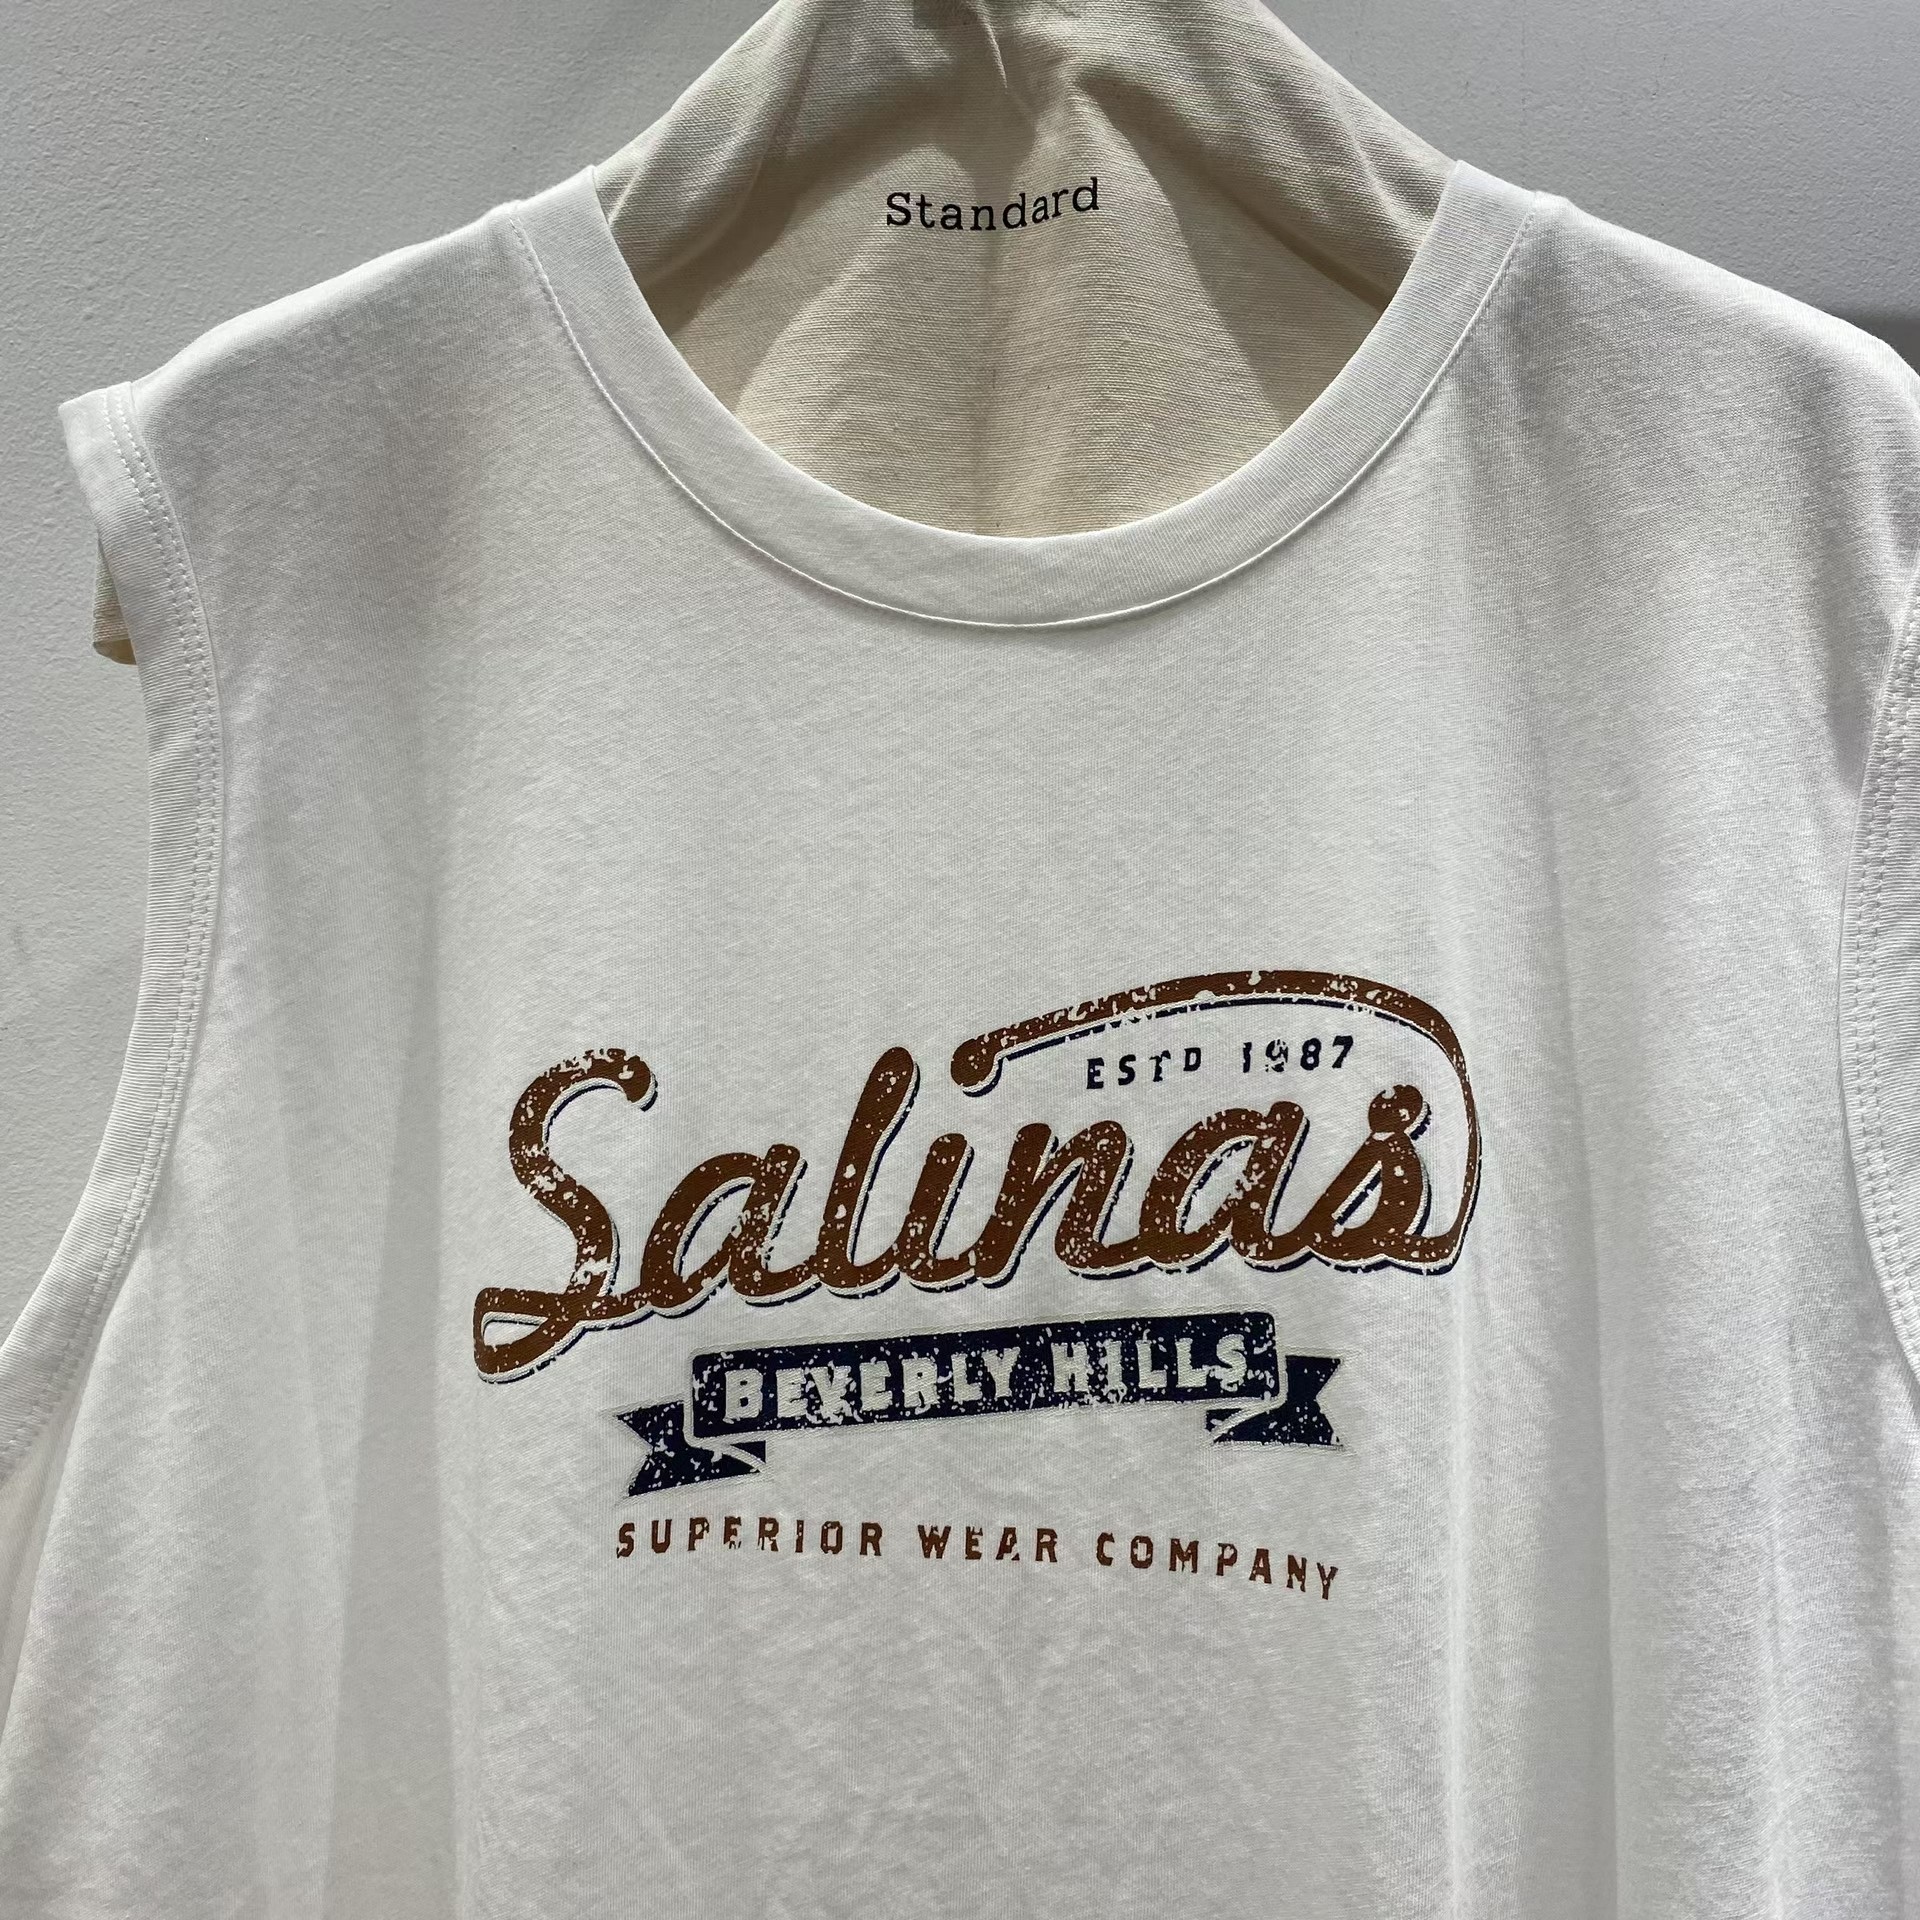 Standard
ESTD 1987
Salinas
BEVERLY HILLS
SUPERIOR WEAR COMPANY